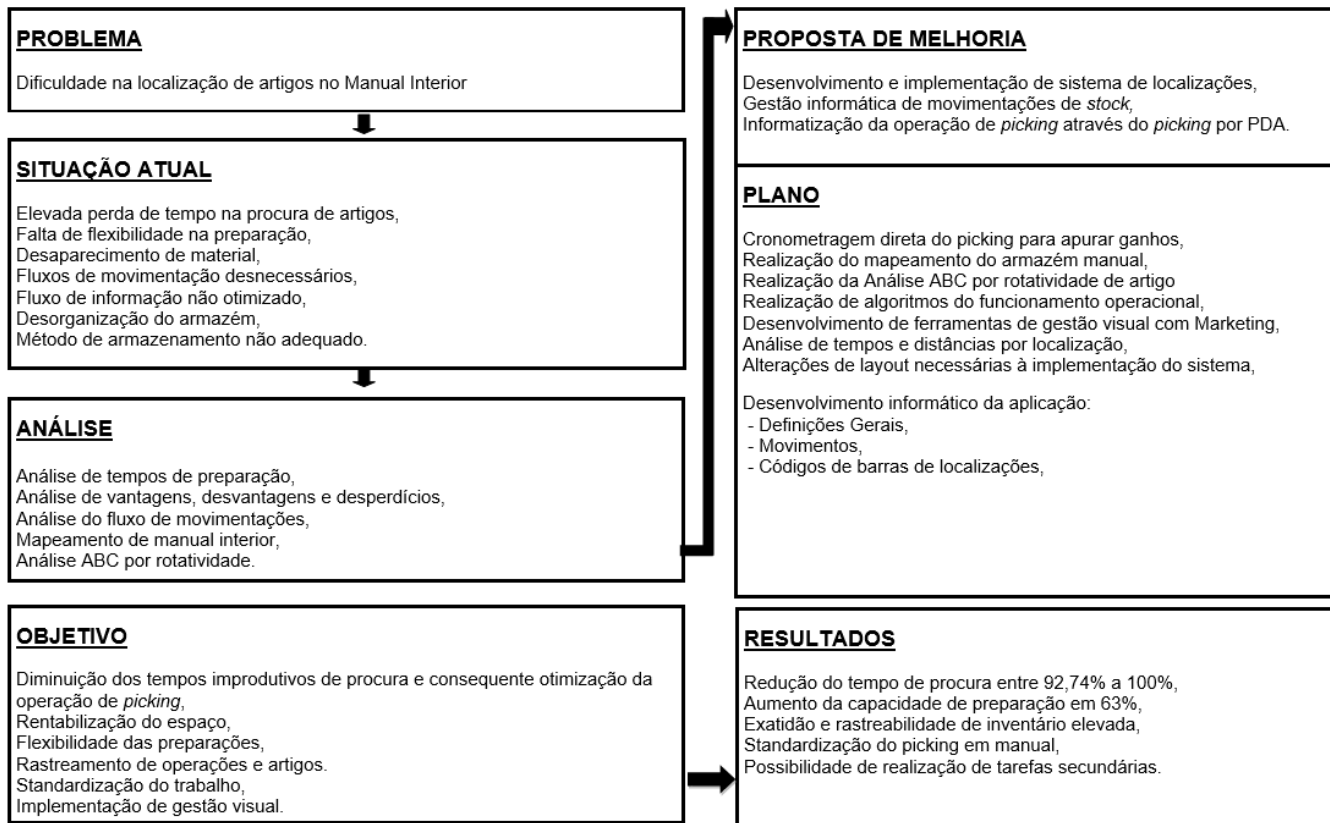 PROBLEMA
Dificuldade na localização de artigos no Manual Interior
SITUAÇÃO ATUAL
Elevada perda de tempo na procura de artigos,
Falta de flexibilidade na preparação,
Desaparecimento de material,
Fluxos de movimentação desnecessários,
Fluxo de informação não otimizado,
Desorganização do armazém,
Método de armazenamento não adequado.
ANÁLISE
Análise de tempos de preparação,
Análise de vantagens, desvantagens e desperdícios,
Análise do fluxo de movimentações,
Mapeamento de manual interior,
Análise ABC por rotatividade.
OBJETIVO
Diminuição dos tempos improdutivos de procura e consequente otimização da
operação de picking,
Rentabilização do espaço,
Flexibilidade das preparações,
Rastreamento de operações e artigos.
Standardização do trabalho,
Implementação de gestão visual.
PROPOSTA DE MELHORIA
Desenvolvimento e implementação de sistema de localizações,
Gestão informática de movimentações de stock,
Informatização da operação de picking através do picking por PDA.
PLANO
Cronometragem direta do picking para apurar ganhos,
Realização do mapeamento do armazém manual,
Realização da Análise ABC por rotatividade de artigo
Realização de algoritmos do funcionamento operacional,
Desenvolvimento de ferramentas de gestão visual com Marketing,
Análise de tempos e distâncias por localização,
Alterações de layout necessárias à implementação do sistema,
Desenvolvimento informático da aplicação:
- Definições Gerais,
- Movimentos,
- Códigos de barras de localizações,
RESULTADOS
Redução do tempo de procura entre 92,74% a 100%,
Aumento da capacidade de preparação em 63%,
Exatidão e rastreabilidade de inventário elevada,
Standardização do picking em manual,
Possibilidade de realização de tarefas secundárias.